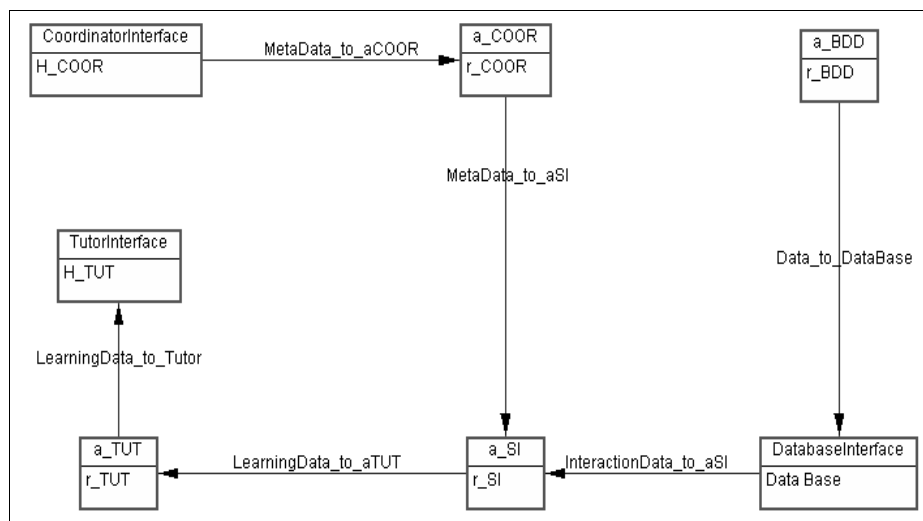 CoordinatorInterface
H_COOR
MetaData_to_aCOOR
a_COOR
r_COOR
a_BDD
r_BDD
MetaData_to_aSI
TutorInterface
H_TUT
Data_to_DataBase
LearningData_to_Tutor
a_TUT
r_TUT
LearningData_to_aTUT
a_SI
r_SI
InteractionData_to_aSI
DatabaseInterface
Data Base